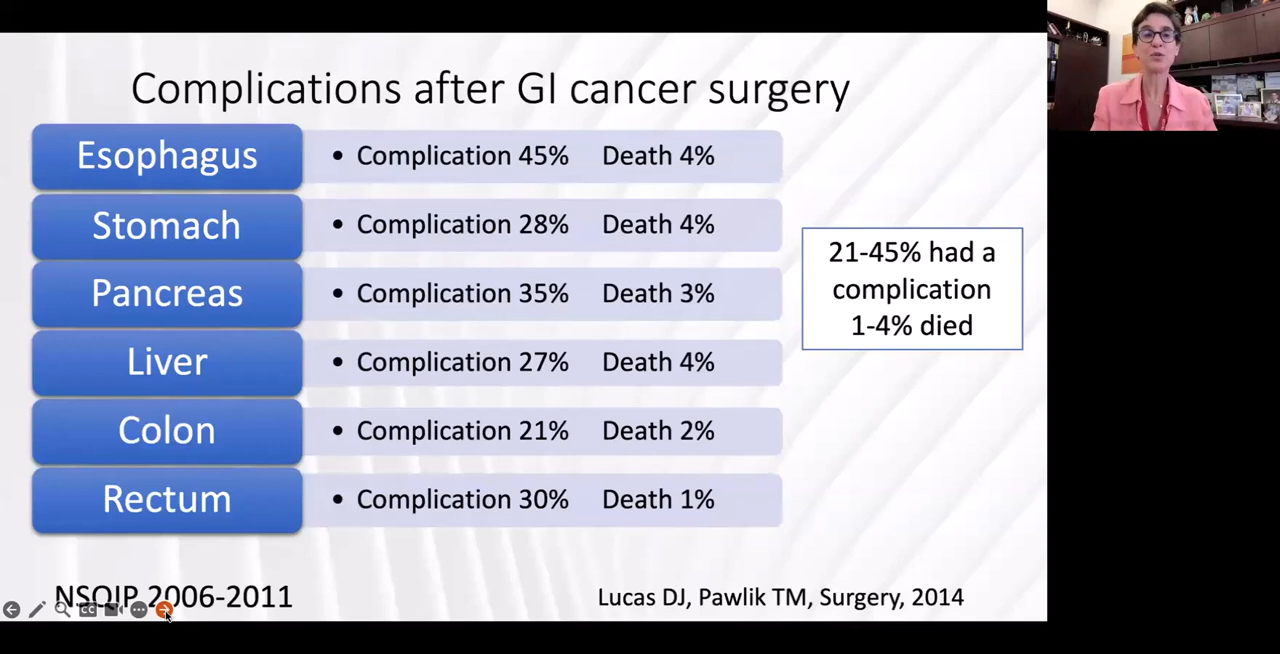 Complications after GI cancer surgery
Esophagus
• Complication 45% Death 4%
Stomach
• Complication 28% Death 4%
Pancreas
• Complication 35% Death 3%
Liver
• Complication 27% Death 4%
Colon
• Complication 21% Death 2%
Rectum
• Complication 30% Death 1%
21-45% had a
complication
1-4% died
NSQIP 2006-2011
Lucas DJ, Pawlik TM, Surgery, 2014
CC